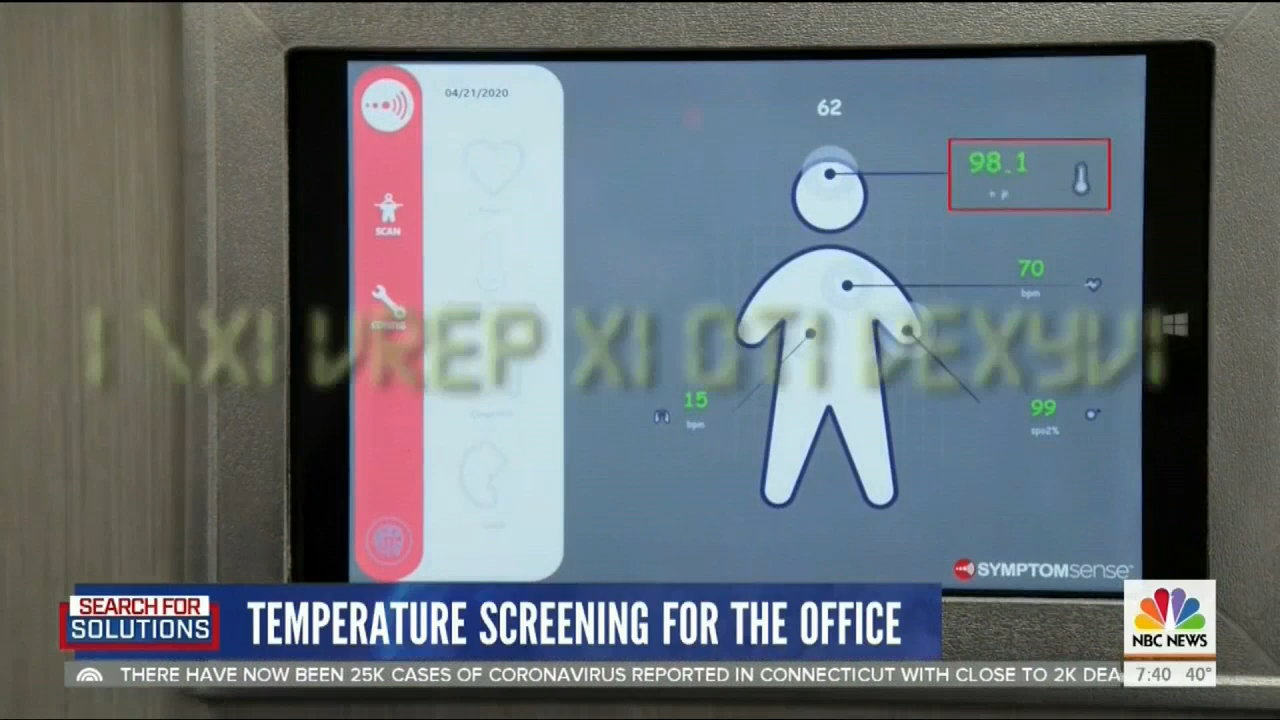 04/21/2020
62
98.1
SCAN
CONFIG
70
bpm
15
bpm
99
spo2%
SYMPTOMsense
SEARCH FOR
SOLUTIONS
TEMPERATURE SCREENING FOR THE OFFICE
NBC NEWS
THERE HAVE NOW BEEN 25K CASES OF CORONAVIRUS REPORTED IN CONNECTICUT WITH CLOSE TO 2K DEA
7:40 40°